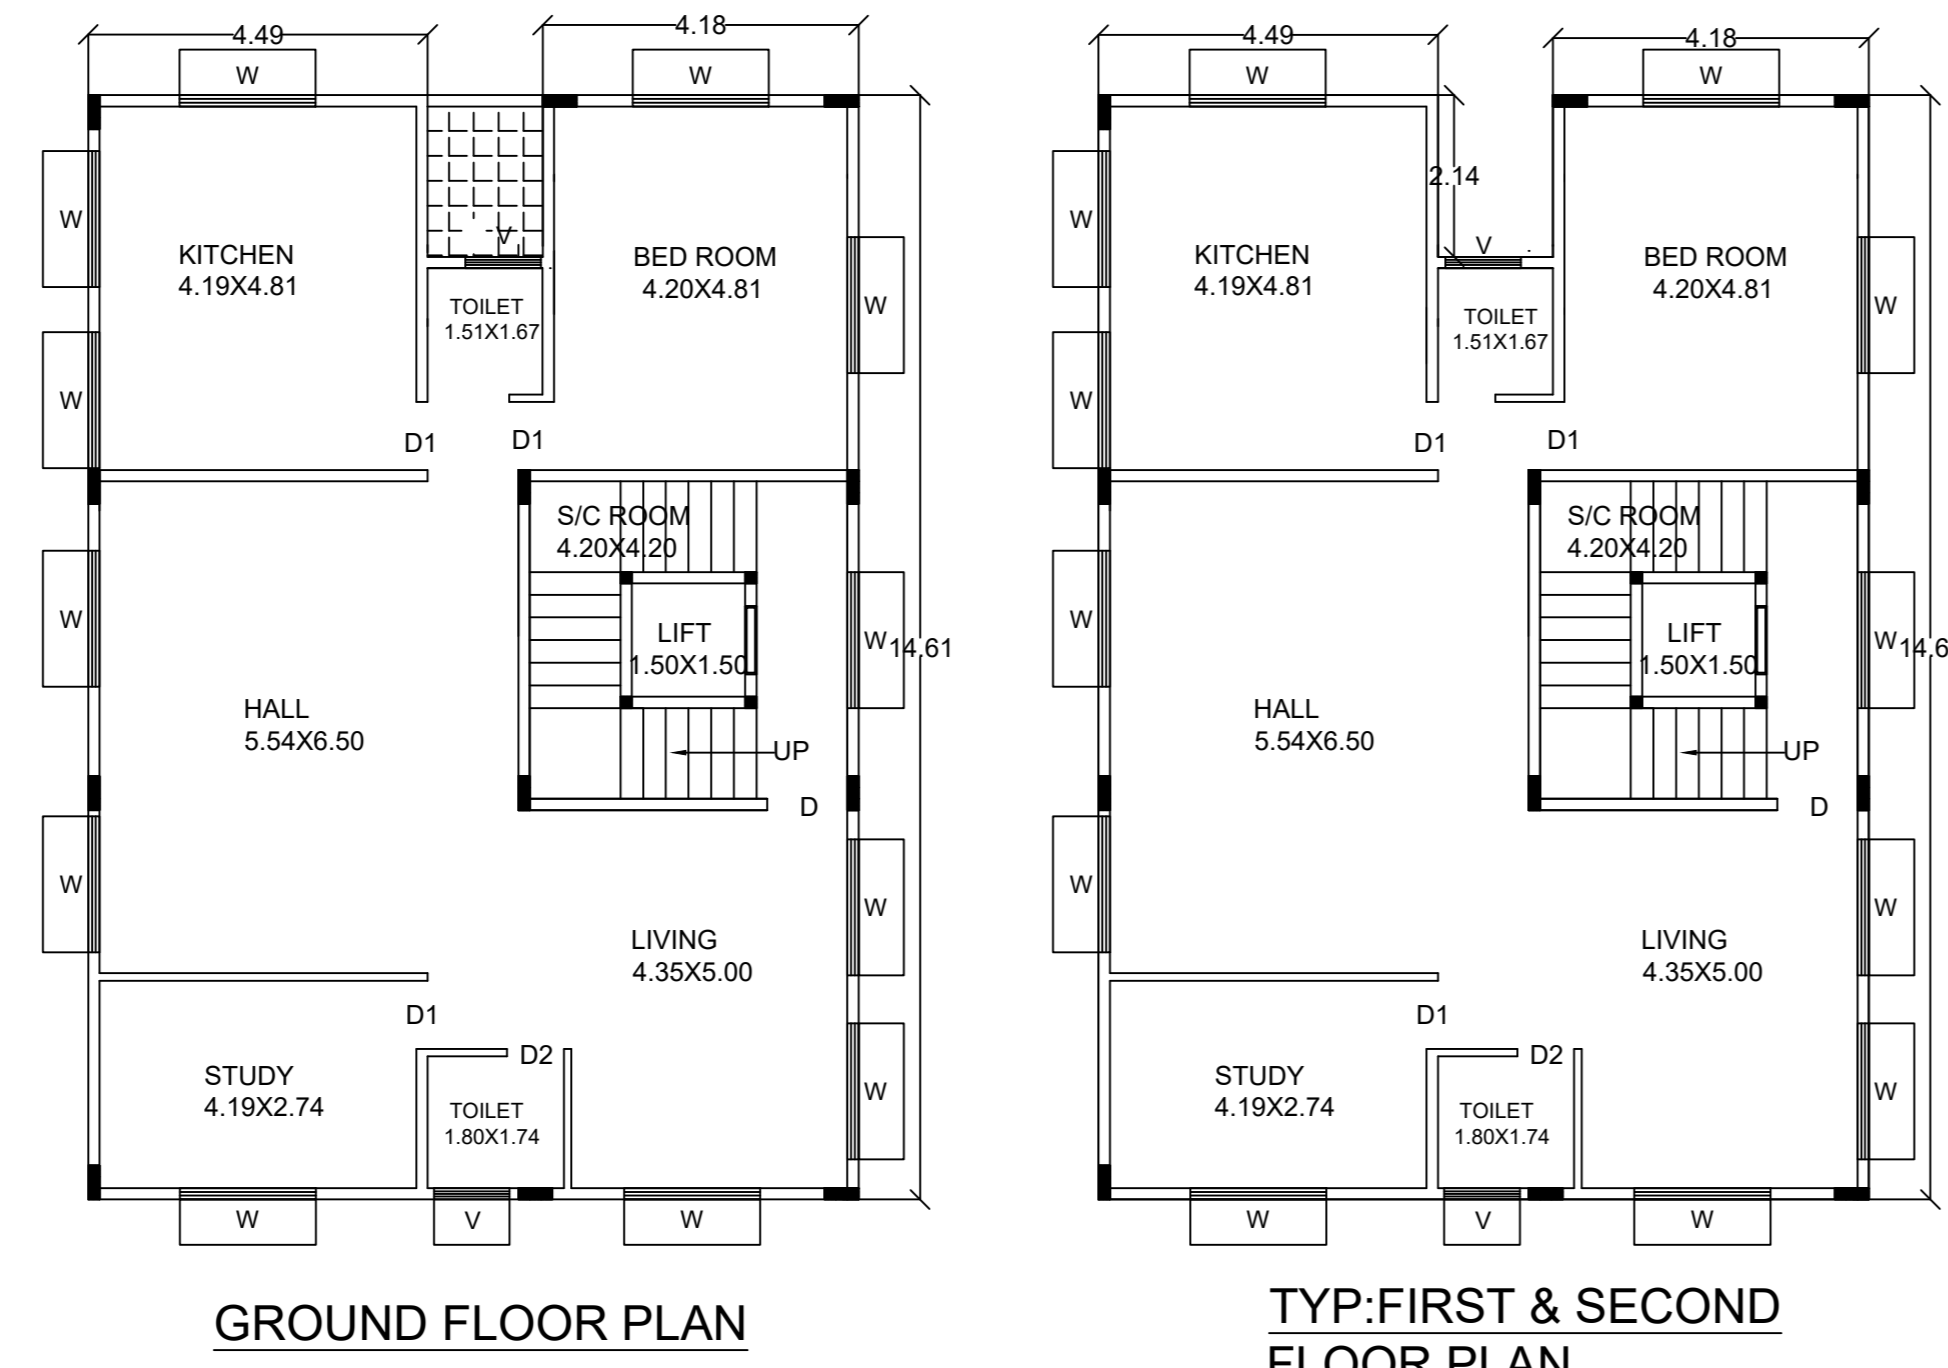 4.49
4.18
W
W
W
V
KITCHEN
4.19X4.81
BED ROOM
4.20X4.81
TOILET
1.51X1.67
W
W
D1
D1
S/C ROOM
4.20X4.20
W
LIFT
1.50X1.50
W
14.61
HALL
5.54X6.50
UP
D
W
W
LIVING
4.35X5.00
D1
D2
STUDY
4.19X2.74
TOILET
1.80X1.74
W
W
V
W
GROUND FLOOR PLAN
4.49
4.18
W
W
2.14
W
V
KITCHEN
4.19X4.81
BED ROOM
4.20X4.81
TOILET
1.51X1.67
W
W
D1
D1
S/C ROOM
4.20X4.20
W
LIFT
1.50X1.50
W
14.6
HALL
5.54X6.50
UP
D
W
W
LIVING
4.35X5.00
D1
D2
STUDY
4.19X2.74
TOILET
1.80X1.74
W
W
V
W
TYP:FIRST & SECOND
FLOOR PLAN